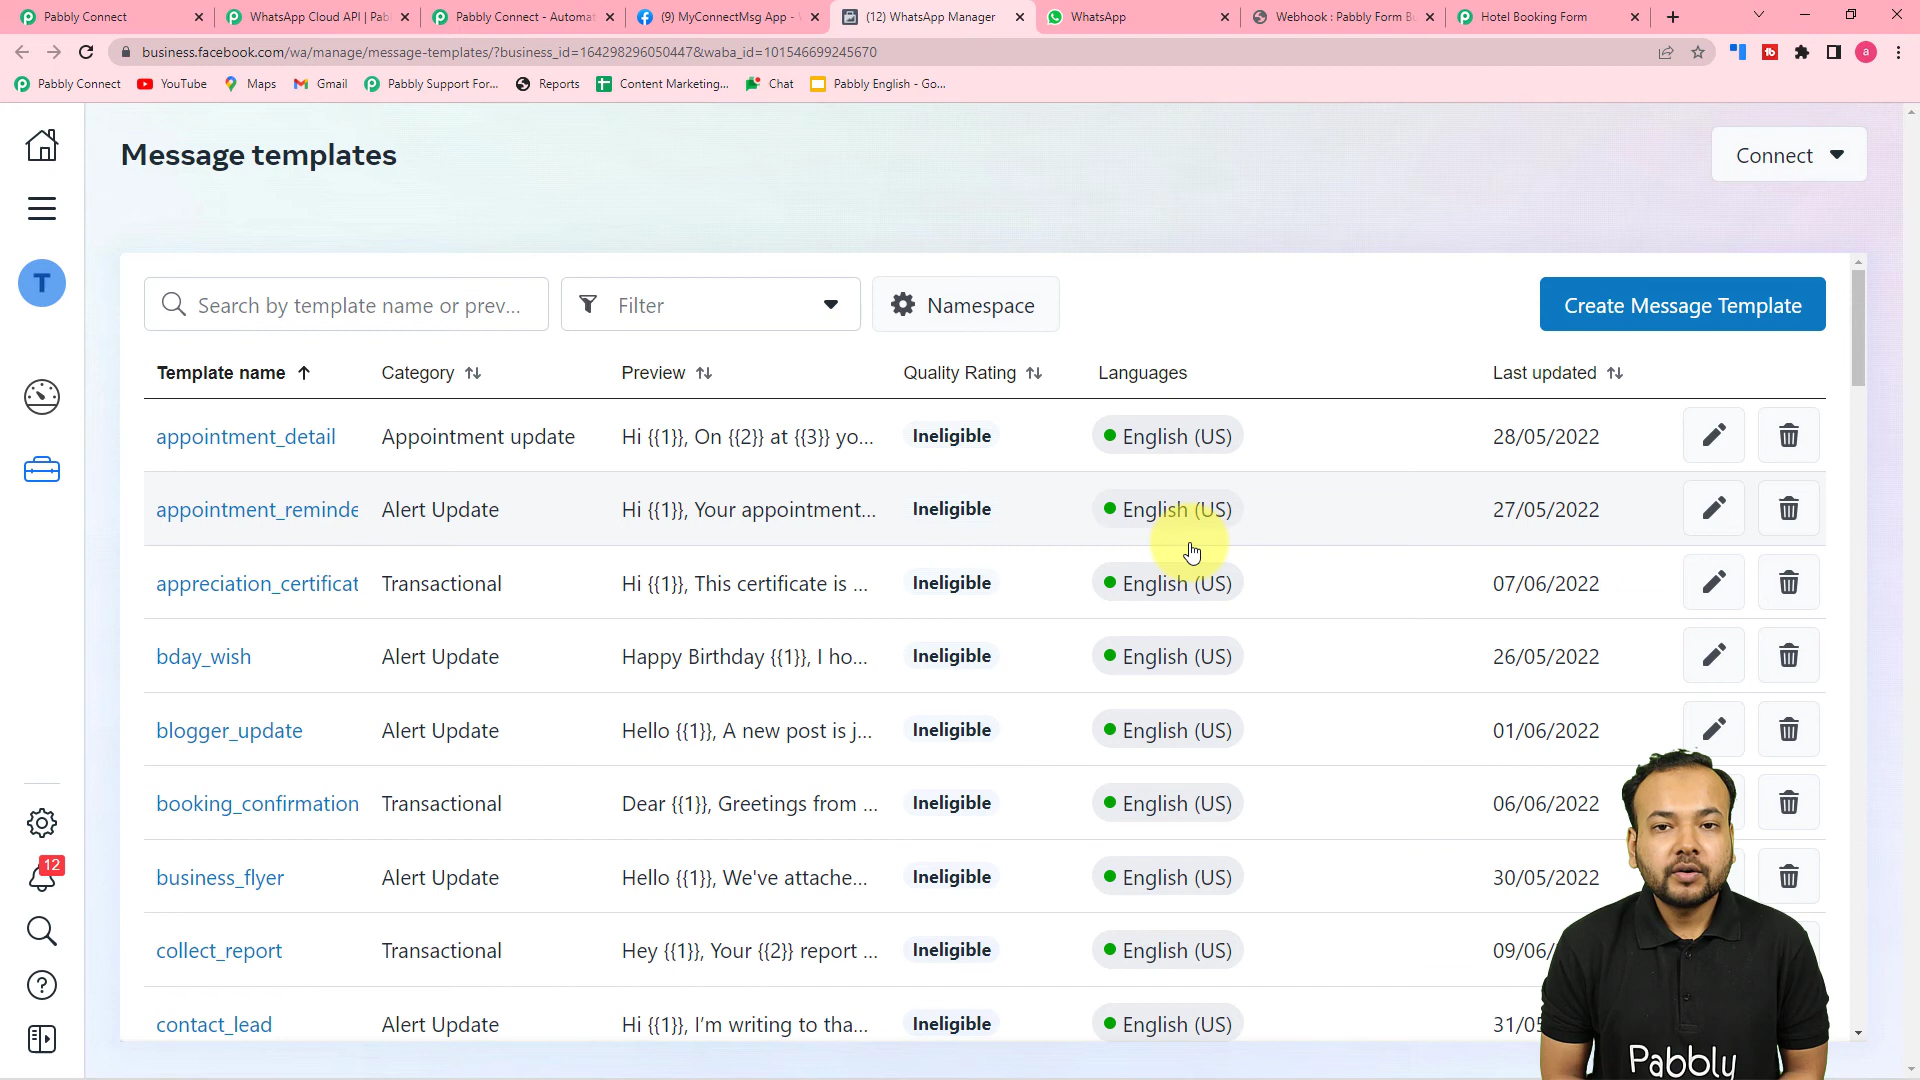 Pabbly Connect
WhatsApp Cloud API | Pab
Pabbly Connect - Automat
(9) MyConnectMsg App -
(12) WhatsApp Manager
WhatsApp
Webhook : Pabbly Form B
Hotel Booking Form
business.facebook.com/wa/manage/message-templates/?business_id=164298296050447&waba_id=101546699245670
a
Pabbly Connect
YouTube
Maps
Gmail
Pabbly Support For...
Reports
Content Marketing...
Chat
Pabbly English - Go...
Message templates
Connect
T
Search by template name or prev...
Filter
Namespace
Create Message Template
Template name Category Preview Quality Rating Languages Last updated
appointment_detail Appointment update Hi {{1}}, On {{2}} at {{3}} yo... Ineligible English (US) 28/05/2022
appointment_reminde Alert Update Hi {{1}}, Your appointment... Ineligible English (US) 27/05/2022
appreciation_certificat Transactional Hi {{1}}, This certificate is ... Ineligible English (US) 07/06/2022
bday_wish Alert Update Happy Birthday {{1}}, I ho... Ineligible English (US) 26/05/2022
blogger_update Alert Update Hello {{1}}, A new post is j... Ineligible English (US) 01/06/2022
booking_confirmation Transactional Dear {{1}}, Greetings from ... Ineligible English (US) 06/06/2022
business_flyer Alert Update Hello {{1}}, We've attache... Ineligible English (US) 30/05/2022
collect_report Transactional Hey {{1}}, Your {{2}} report ... Ineligible English (US) 09/06/
contact_lead Alert Update Hi {{1}}, I'm writing to tha... Ineligible English (US) 31/05
12
Pabbly